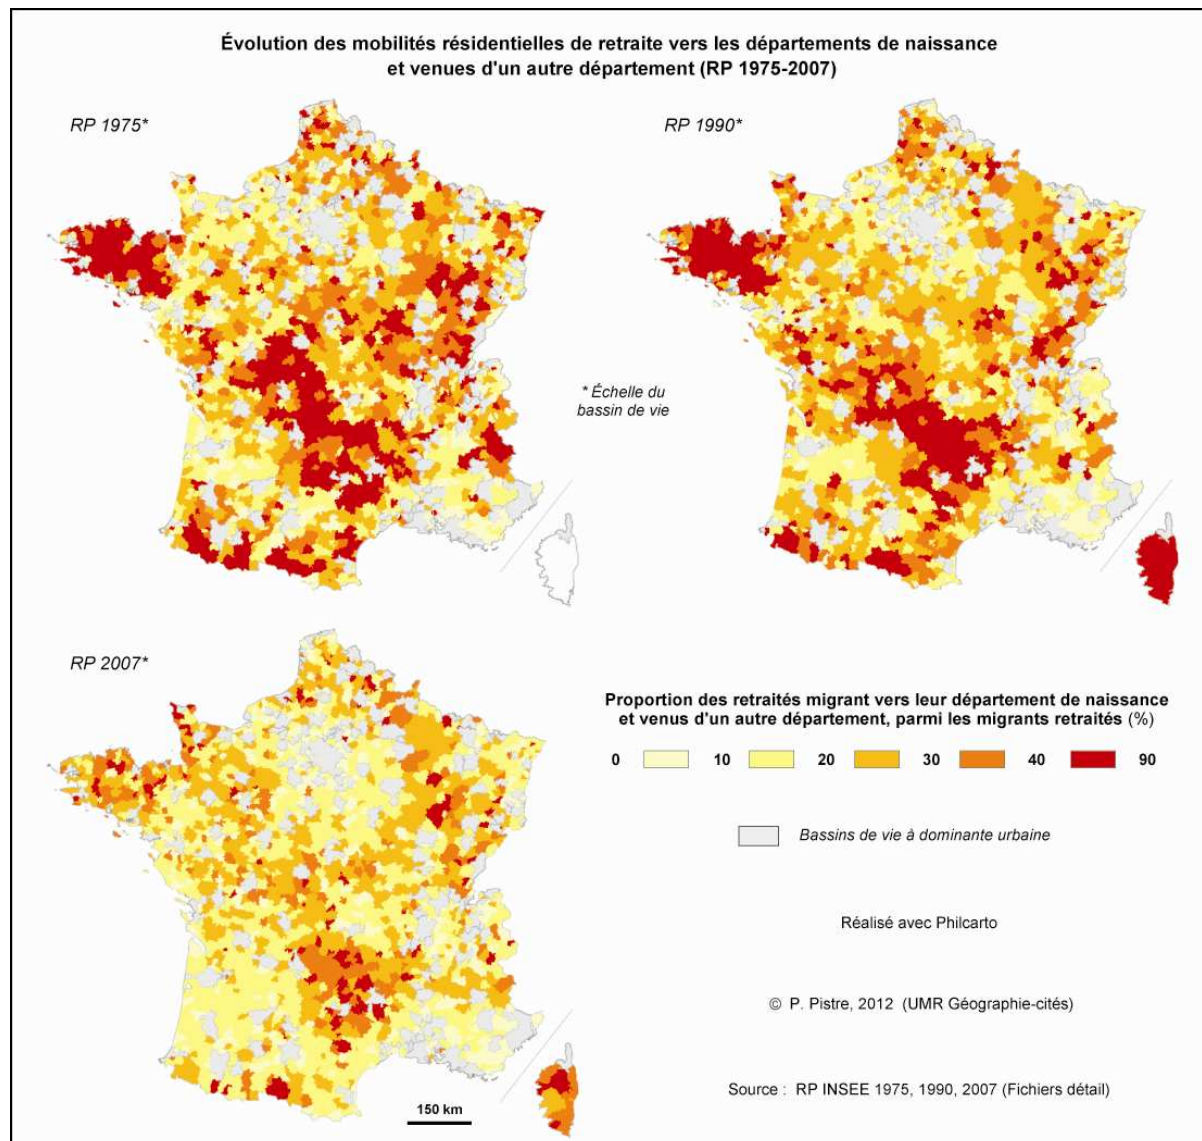 Évolution des mobilités résidentielles de retraite vers les départements de naissance
et venues d'un autre département (RP 1975-2007)
RP 1975*
RP 1990*
* Échelle du
bassin de vie
RP 2007*
Proportion des retraités migrant vers leur département de naissance
et venus d'un autre département, parmi les migrants retraités (%)
0 10 20 30 40 90
Bassins de vie à dominante urbaine
Réalisé avec Philcarto
© P. Pistre, 2012 (UMR Géographie-cités)
Source : RP INSEE 1975, 1990, 2007 (Fichiers détail)
150 km